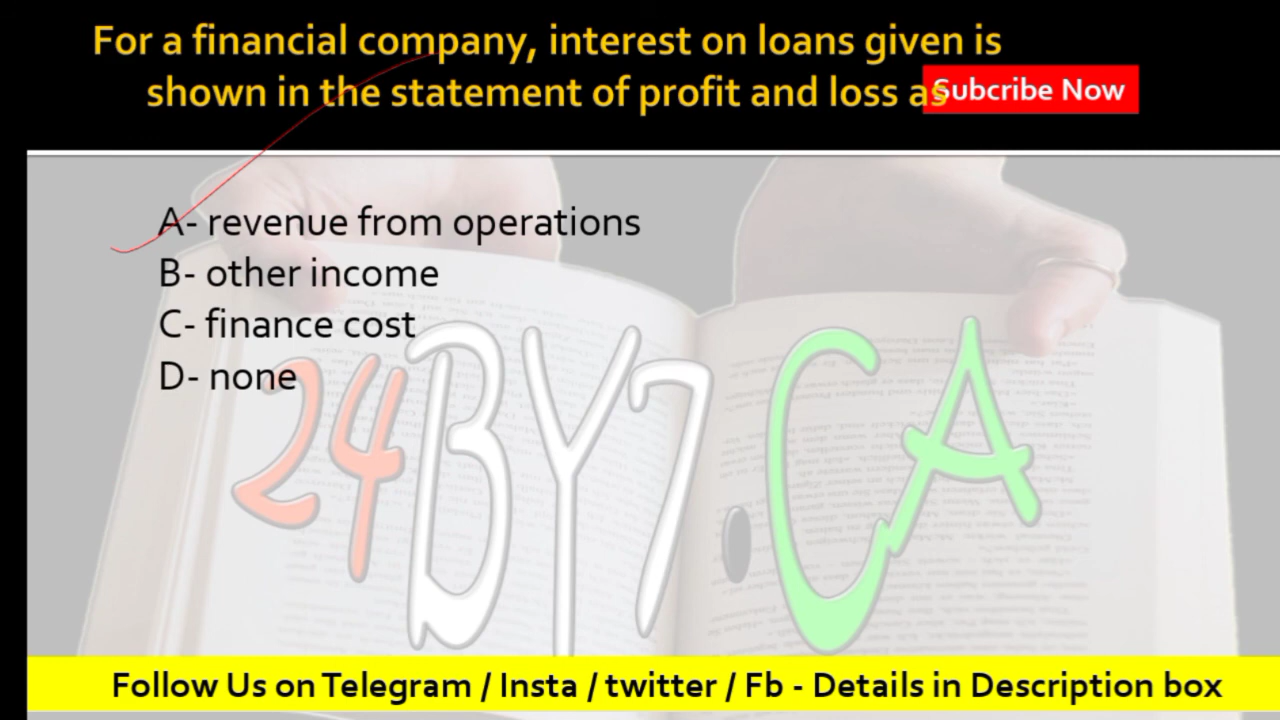 For a financial company, interest on loans given is
shown in the statement of profit and loss as
Subcribe Now
A- revenue from operations
B- other income
C- finance cost
D- none
24BY7.CA
Follow Us on Telegram / Insta / twitter / Fb - Details in Description box